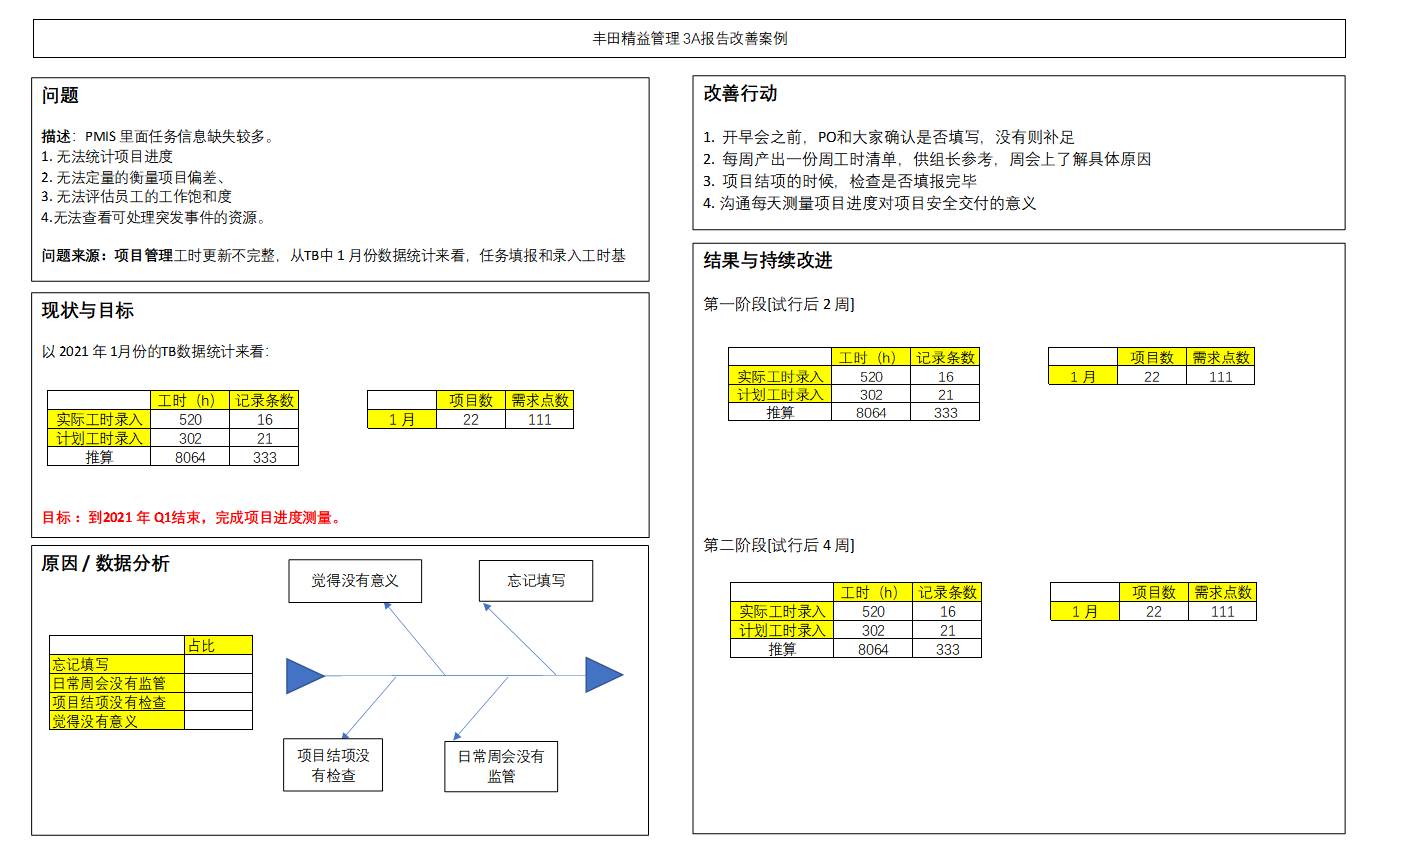 丰田精益管理 3A报告改善案例
问题
描述：PMIS 里面任务信息缺失较多。
1. 无法统计项目进度
2. 无法定量的衡量项目偏差、
3. 无法评估员工的工作饱和度
4.无法查看可处理突发事件的资源。
问题来源：项目管理工时更新不完整，从TB中 1 月份数据统计来看，任务填报和录入工时基
现状与目标
以 2021 年 1月份的TB数据统计来看：
工时（h） 记录条数
实际工时录入 520 16
计划工时录入 302 21
推算 8064 333
项目数 需求点数
1 月 22 111
目标 ：到2021 年 Q1结束，完成项目进度测量。
原因 / 数据分析
占比
忘记填写
日常周会没有监管
项目结项没有检查
觉得没有意义
觉得没有意义
忘记填写
项目结项没
有检查
日常周会没有
监管
改善行动
1. 开早会之前，PO和大家确认是否填写，没有则补足
2. 每周产出一份周工时清单，供组长参考，周会上了解具体原因
3. 项目结项的时候，检查是否填报完毕
4. 沟通每天测量项目进度对项目安全交付的意义
结果与持续改进
第一阶段[试行后 2 周]
工时（h） 记录条数
实际工时录入 520 16
计划工时录入 302 21
推算 8064 333
项目数 需求点数
1 月 22 111
第二阶段[试行后 4 周]
工时（h） 记录条数
实际工时录入 520 16
计划工时录入 302 21
推算 8064 333
项目数 需求点数
1 月 22 111